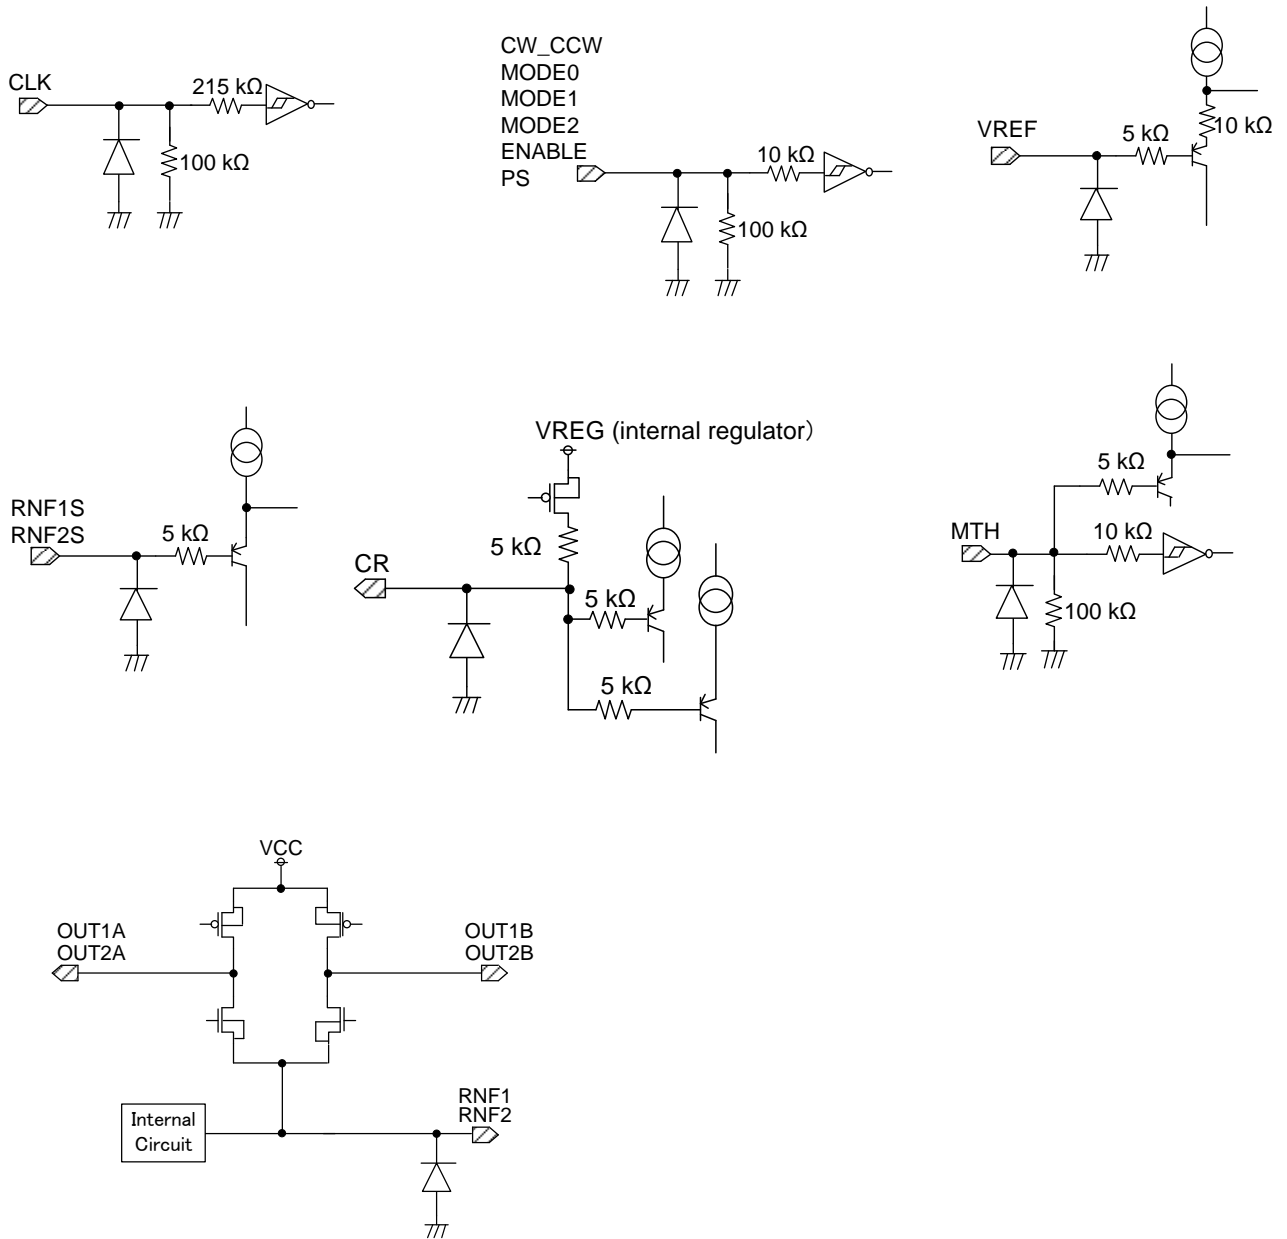 CLK
215 kΩ
100 kΩ
CW_CCW
MODE0
MODE1
MODE2
ENABLE
PS
10 kΩ
100 kΩ
VREF
5 kΩ
10 kΩ
RNF1S
RNF2S
5 kΩ
VREG (internal regulator）
5 kΩ
CR
5 kΩ
5 kΩ
MTH
5 kΩ
10 kΩ
100 kΩ
VCC
OUT1A
OUT2A
OUT1B
OUT2B
Internal
Circuit
RNF1
RNF2